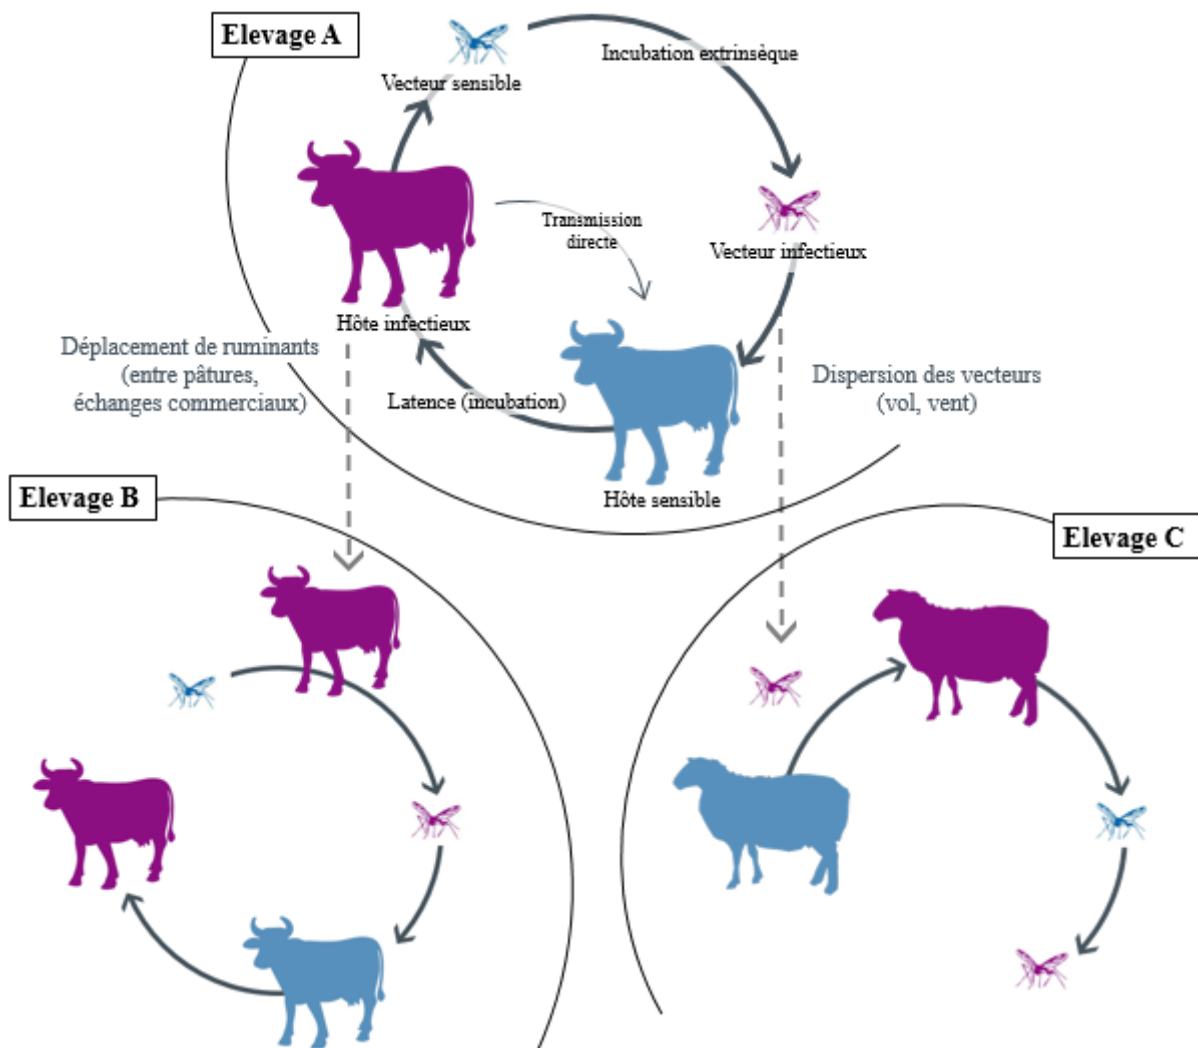 Elevage A
Incubation extrinsèque
Vecteur sensible
Transmission
directe
Vecteur infectieux
Hôte infectieux
Déplacement de ruminants
(entre pâtures,
échanges commerciaux)
Latence (incubation)
Dispersion des vecteurs
(vol, vent)
Hôte sensible
Elevage B
Elevage C